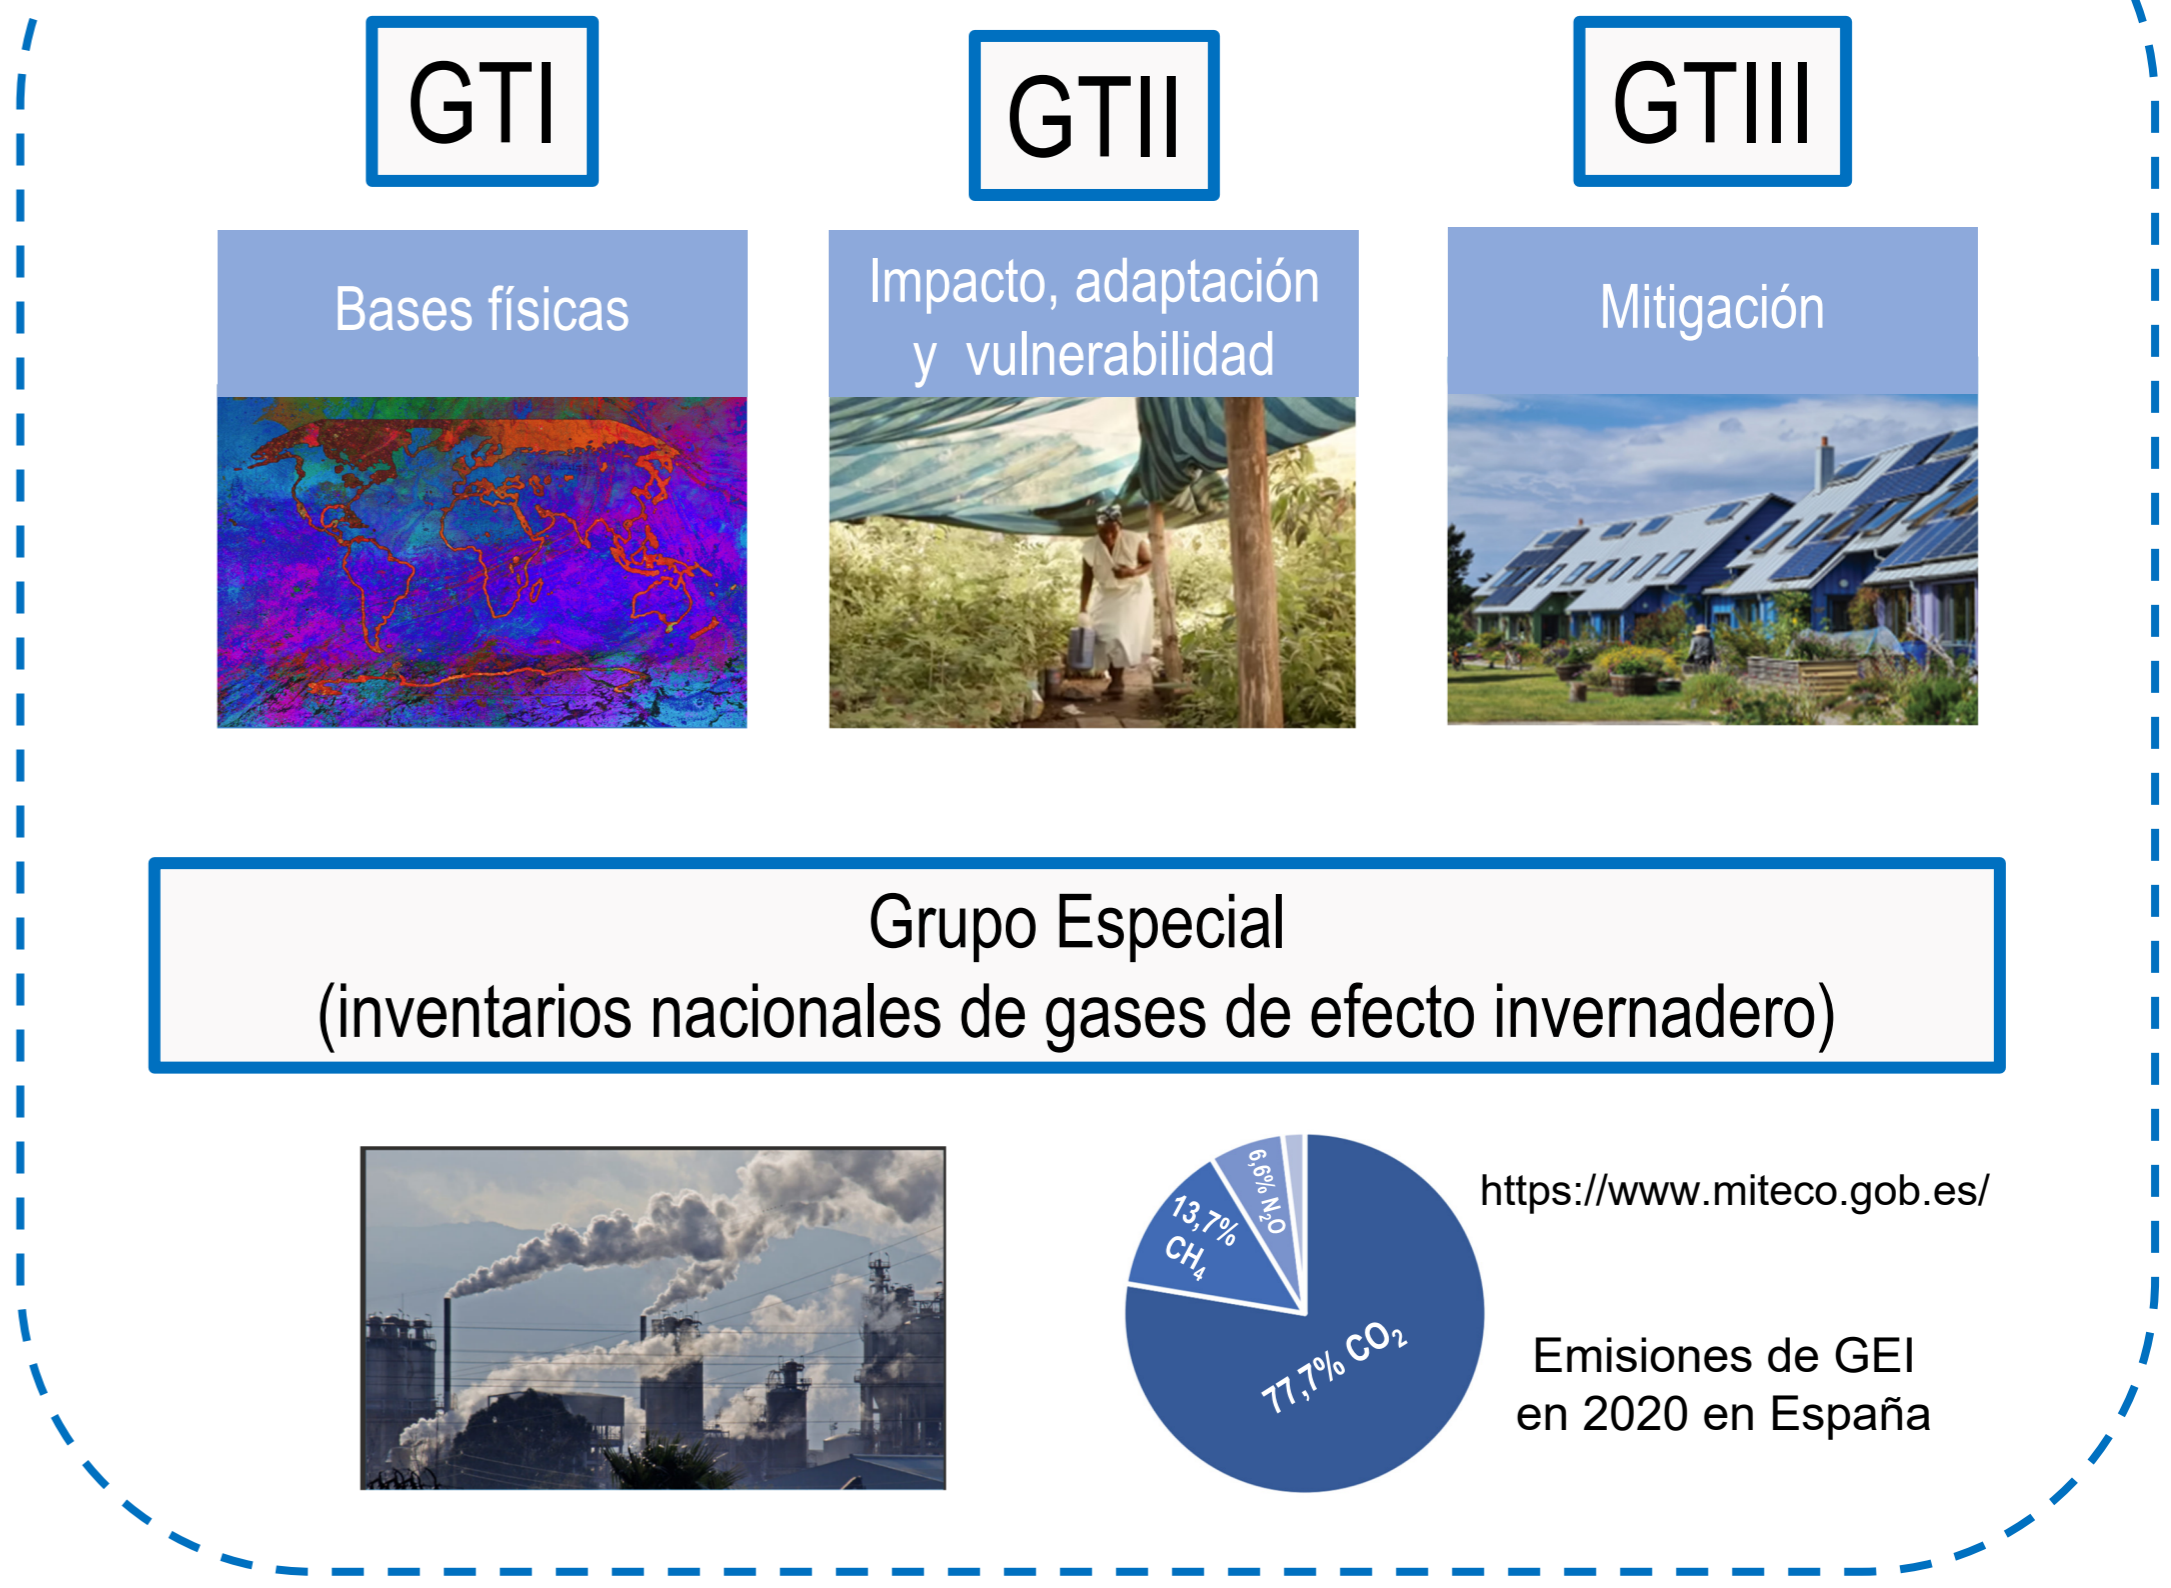 GTI
GTII
GTIII
Bases físicas
Impacto, adaptación
y vulnerabilidad
Mitigación
Grupo Especial
(inventarios nacionales de gases de efecto invernadero)
6,6% N₂O
13,7%
CH₄
77,7% CO₂
https://www.miteco.gob.es/
Emisiones de GEI
en 2020 en España